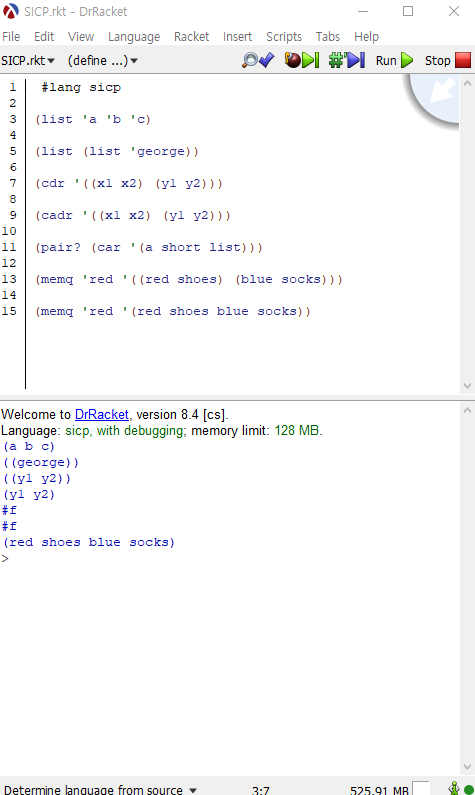 SICP.rkt - DrRacket
File Edit View Language Racket Insert Scripts Tabs Help
SICP.rkt (define ...) Run Stop
1 #lang sicp
2
3 (list 'a 'b 'c)
4
5 (list (list 'george))
6
7 (cdr '((x1 x2) (y1 y2)))
8
9 (cadr '((x1 x2) (y1 y2)))
10
11 (pair? (car '(a short list)))
12
13 (memq 'red '((red shoes) (blue socks)))
14
15 (memq 'red '(red shoes blue socks))
Welcome to DrRacket, version 8.4 [cs].
Language: sicp, with debugging; memory limit: 128 MB.
(a b c)
((george))
((y1 y2))
(y1 y2)
#f
#f
(red shoes blue socks)
>
Determine language from source 3:7 525.91 MB